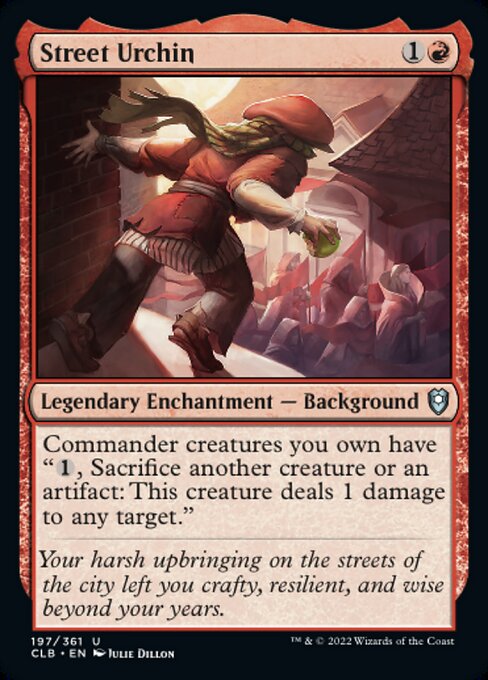 Street Urchin 1
Legendary Enchantment — Background
Commander creatures you own have
“1, Sacrifice another creature or an
artifact: This creature deals 1 damage
to any target.”
Your harsh upbringing on the streets of
the city left you crafty, resilient, and wise
beyond your years.
197/361 U
CLB • EN Julie Dillon
™ & © 2022 Wizards of the Coast